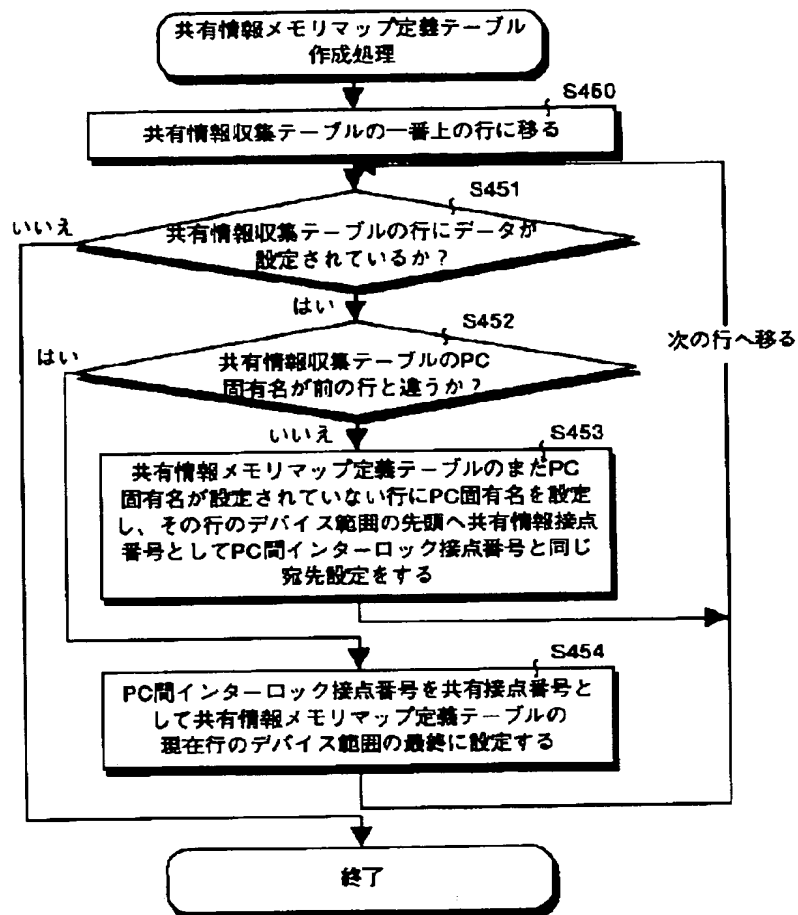 共有情報メモリマップ定義テーブル
作成処理
S450
共有情報収集テーブルの一番上の行に移る
S451
いいえ
共有情報収集テーブルの行にデータが
設定されているか？
はい
S452
はい
共有情報収集テーブルのPC
固有名が前の行と違うか？
次の行へ移る
いいえ
S453
共有情報メモリマップ定義テーブルのまだPC
固有名が設定されていない行にPC固有名を設定
し、その行のデバイス範囲の先頭へ共有情報接点
番号としてPC間インターロック接点番号と同じ
宛先設定をする
S454
PC間インターロック接点番号を共有接点番号と
して共有情報メモリマップ定義テーブルの
現在行のデバイス範囲の最終に設定する
終了